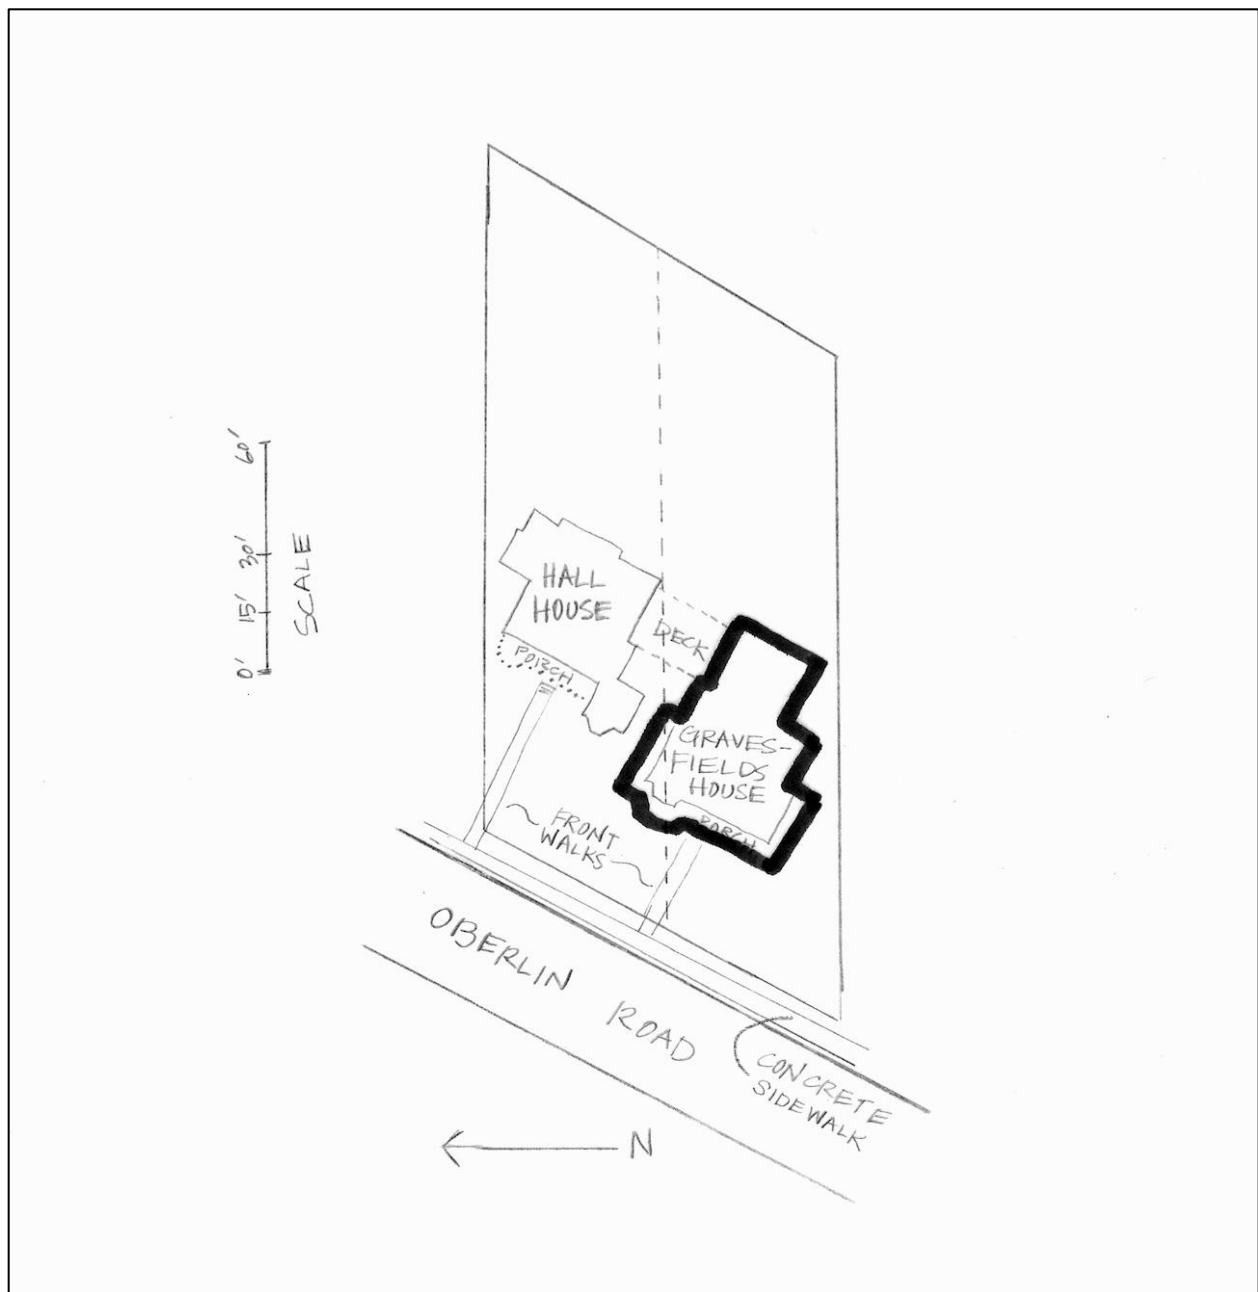 60'
30'
15'
0'
SCALE
HALL
HOUSE
PORCH
DECK
GRAVES-
FIELDS
HOUSE
PORCH
FRONT
WALKS
OBERLIN ROAD
CONCRETE
SIDEWALK
N